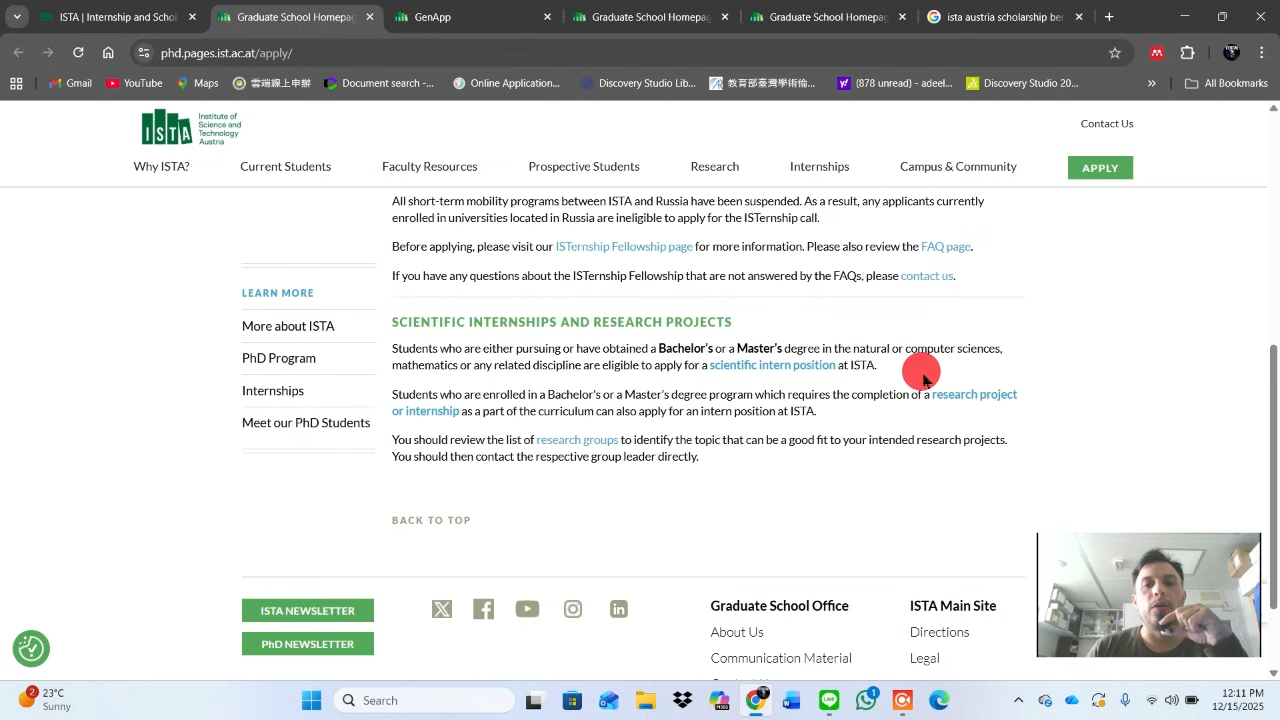 ISTA | Institute of Science and
Graduate School Homepag
GenApp
Graduate School Homepag
Graduate School Homepag
ista austria scholarship ber
phd.pages.ist.ac.at/apply/
Gmail
YouTube
Maps
雲端線上申辦
Document search -...
Online Application...
Discovery Studio Lib...
教育部臺灣學術倫...
(878 unread) - adeel...
Discovery Studio 20...
»
All Bookmarks
ISTA
Institute of
Science and
Technology
Austria
Contact Us
Why ISTA?
Current Students
Faculty Resources
Prospective Students
Research
Internships
Campus & Community
APPLY
All short-term mobility programs between ISTA and Russia have been suspended. As a result, any applicants currently
enrolled in universities located in Russia are ineligible to apply for the ISTernship call.
Before applying, please visit our ISTernship Fellowship page for more information. Please also review the FAQ page.
If you have any questions about the ISTernship Fellowship that are not answered by the FAQs, please contact us.
LEARN MORE
More about ISTA
PhD Program
Internships
Meet our PhD Students
SCIENTIFIC INTERNSHIPS AND RESEARCH PROJECTS
Students who are either pursuing or have obtained a Bachelor's or a Master's degree in the natural or computer sciences,
mathematics or any related discipline are eligible to apply for a scientific intern position at ISTA.
Students who are enrolled in a Bachelor's or a Master's degree program which requires the completion of a research project
or internship as a part of the curriculum can also apply for an intern position at ISTA.
You should review the list of research groups to identify the topic that can be a good fit to your intended research projects.
You should then contact the respective group leader directly.
BACK TO TOP
ISTA NEWSLETTER
PhD NEWSLETTER
Graduate School Office
About Us
Communication Material
ISTA Main Site
Directions
Legal
2
23°C
Sunny
Search
1
12:11 PM
12/15/2025